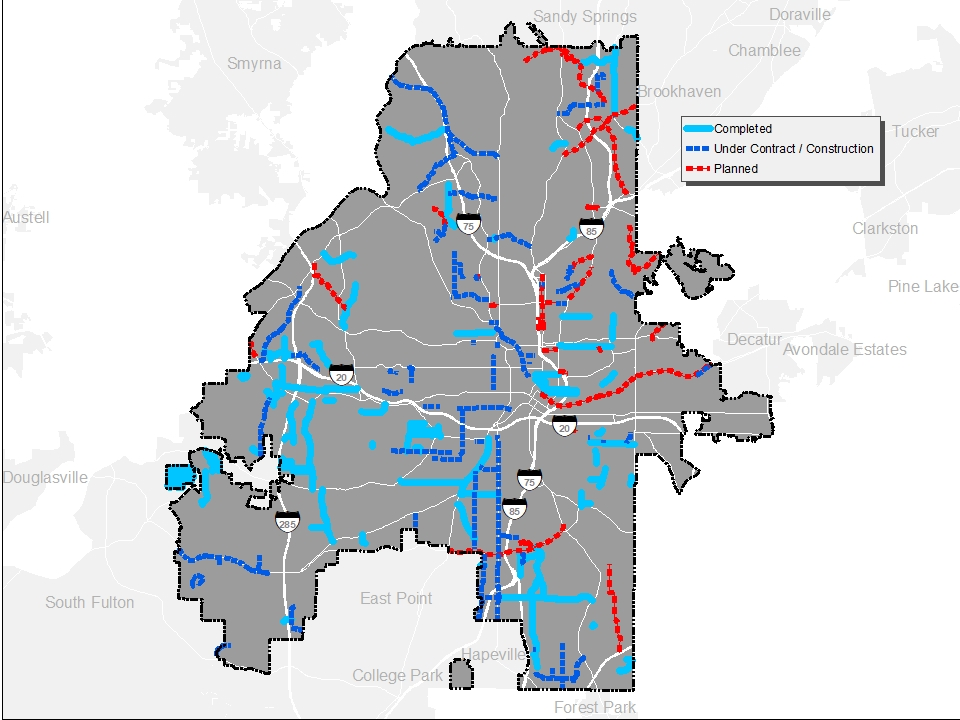 Sandy Springs
Doraville
Chamblee
Smyrna
Brookhaven
Completed
Under Contract / Construction
Planned
Tucker
Austell
75
85
Clarkston
Pine Lake
Decatur
Avondale Estates
20
20
Douglasville
75
85
285
South Fulton
East Point
Hapeville
College Park
Forest Park